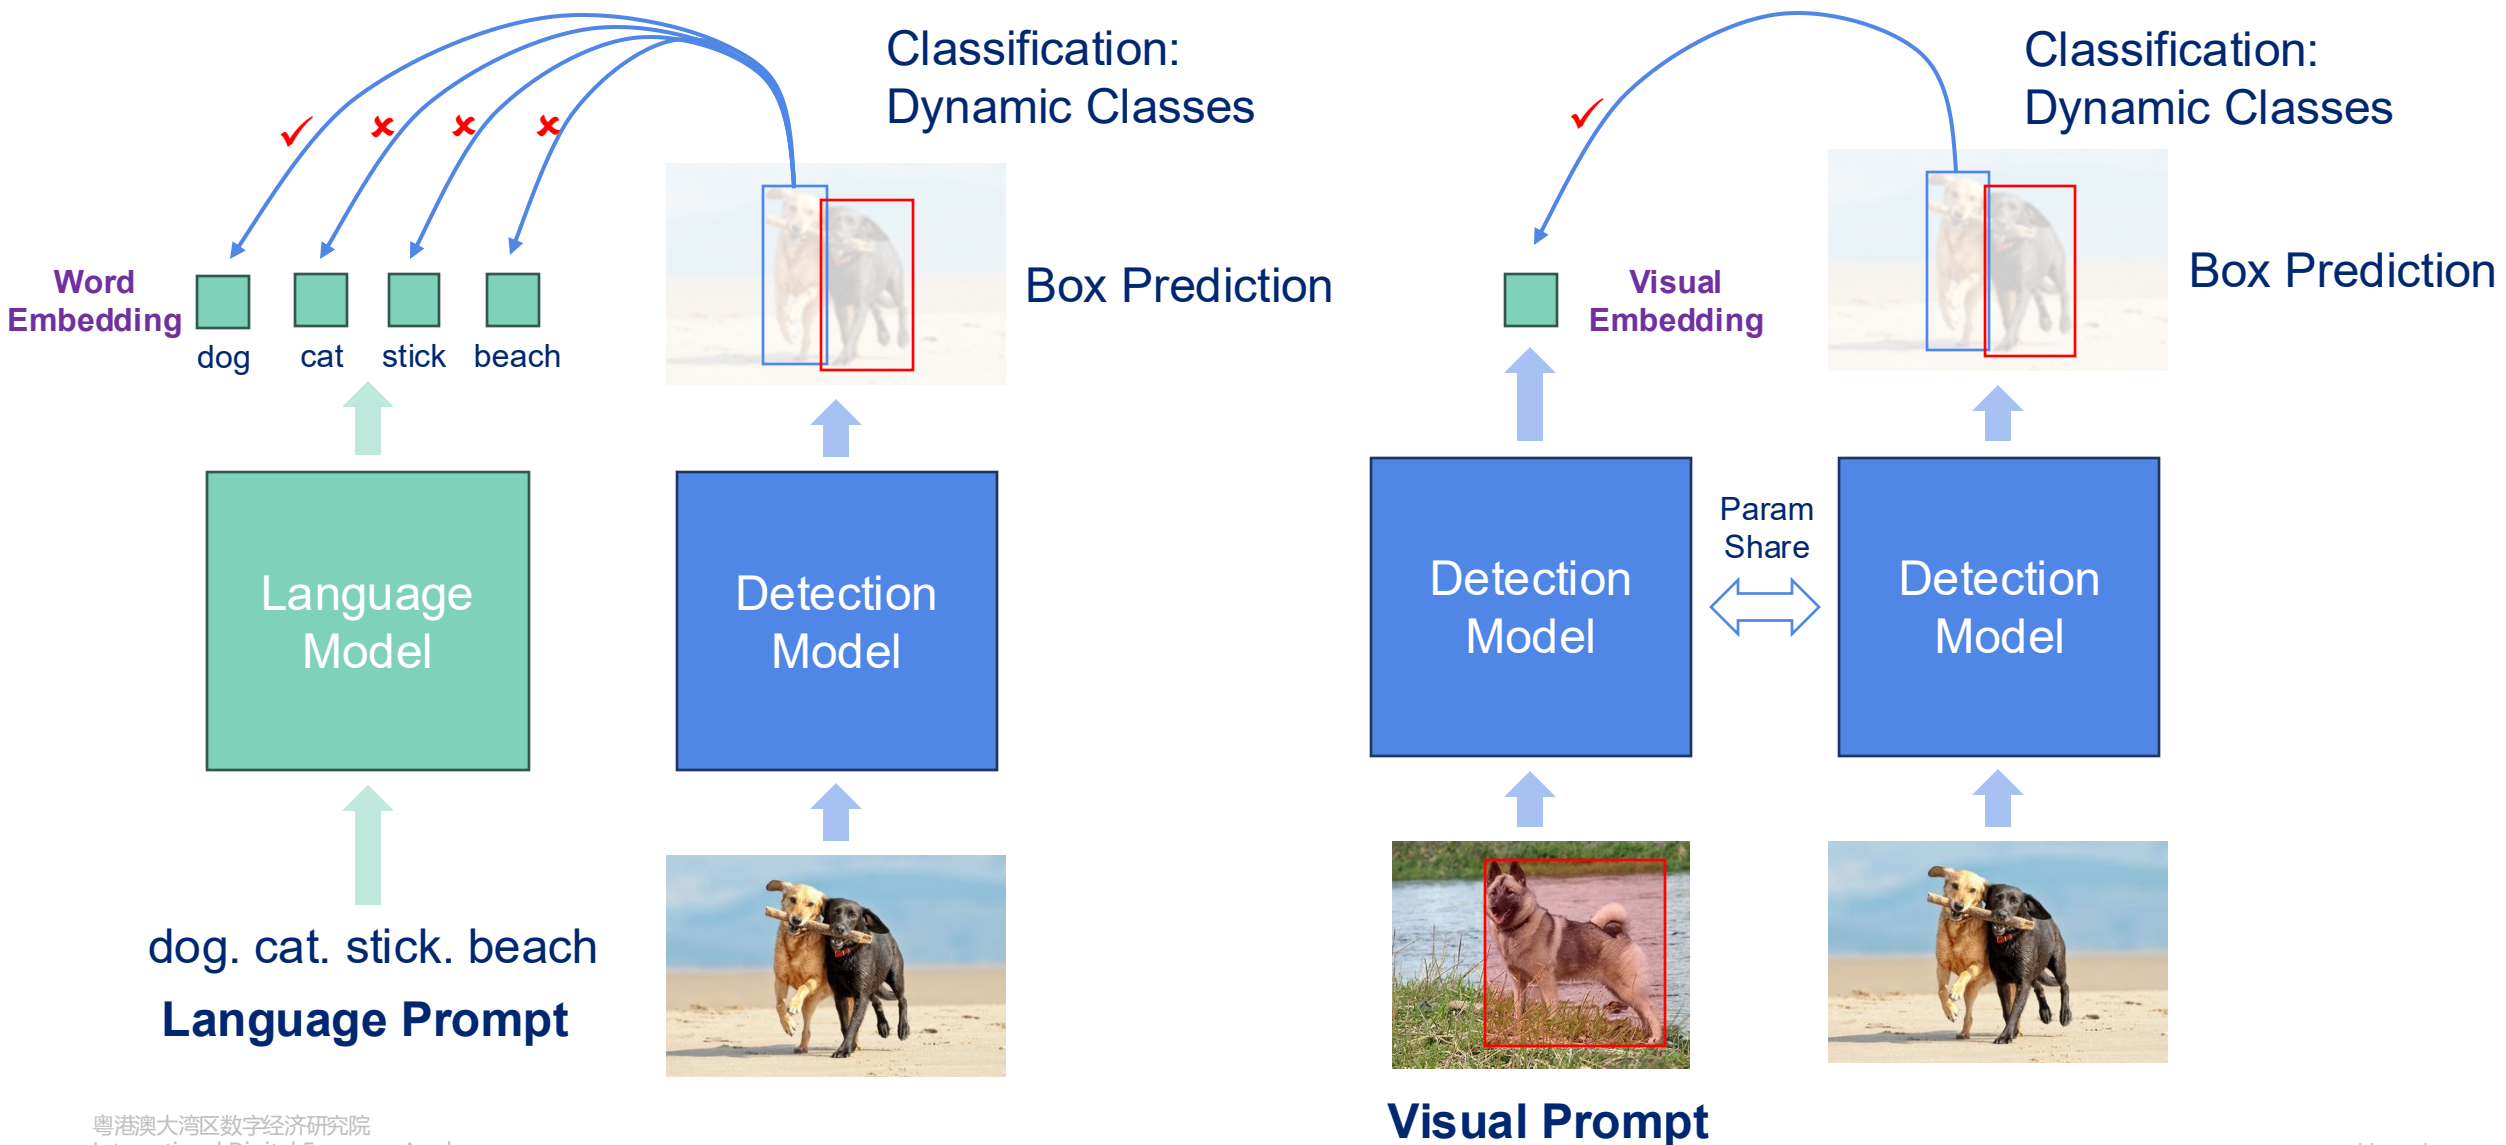 Classification:
Dynamic Classes
Word
Embedding
dog
cat
stick
beach
Box Prediction
Language
Model
Detection
Model
dog. cat. stick. beach
Language Prompt
粤港澳大湾区数字经济研究院
Classification:
Dynamic Classes
Visual
Embedding
Box Prediction
Detection
Model
Param
Share
Detection
Model
Visual Prompt